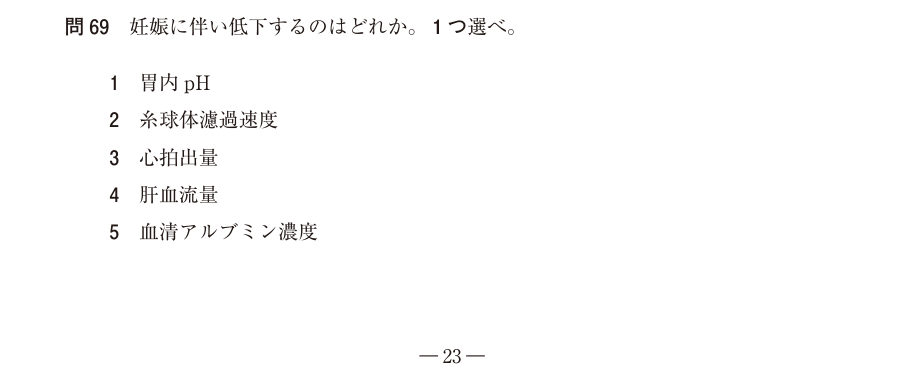 問 69　妊娠に伴い低下するのはどれか。1つ選べ。
1　胃内 pH
2　糸球体濾過速度
3　心拍出量
4　肝血流量
5　血清アルブミン濃度
― 23 ―